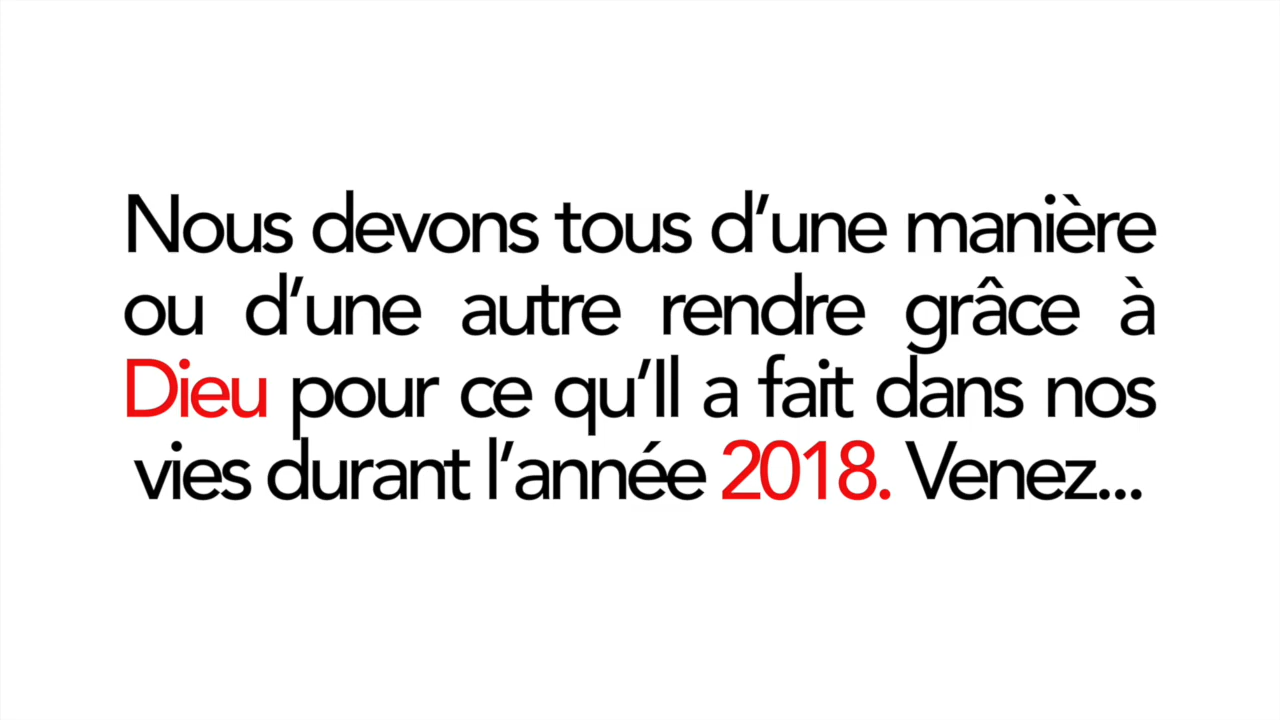 Nous devons tous d’une manière
ou d’une autre rendre grâce à
Dieu pour ce qu’Il a fait dans nos
vies durant l’année 2018. Venez...